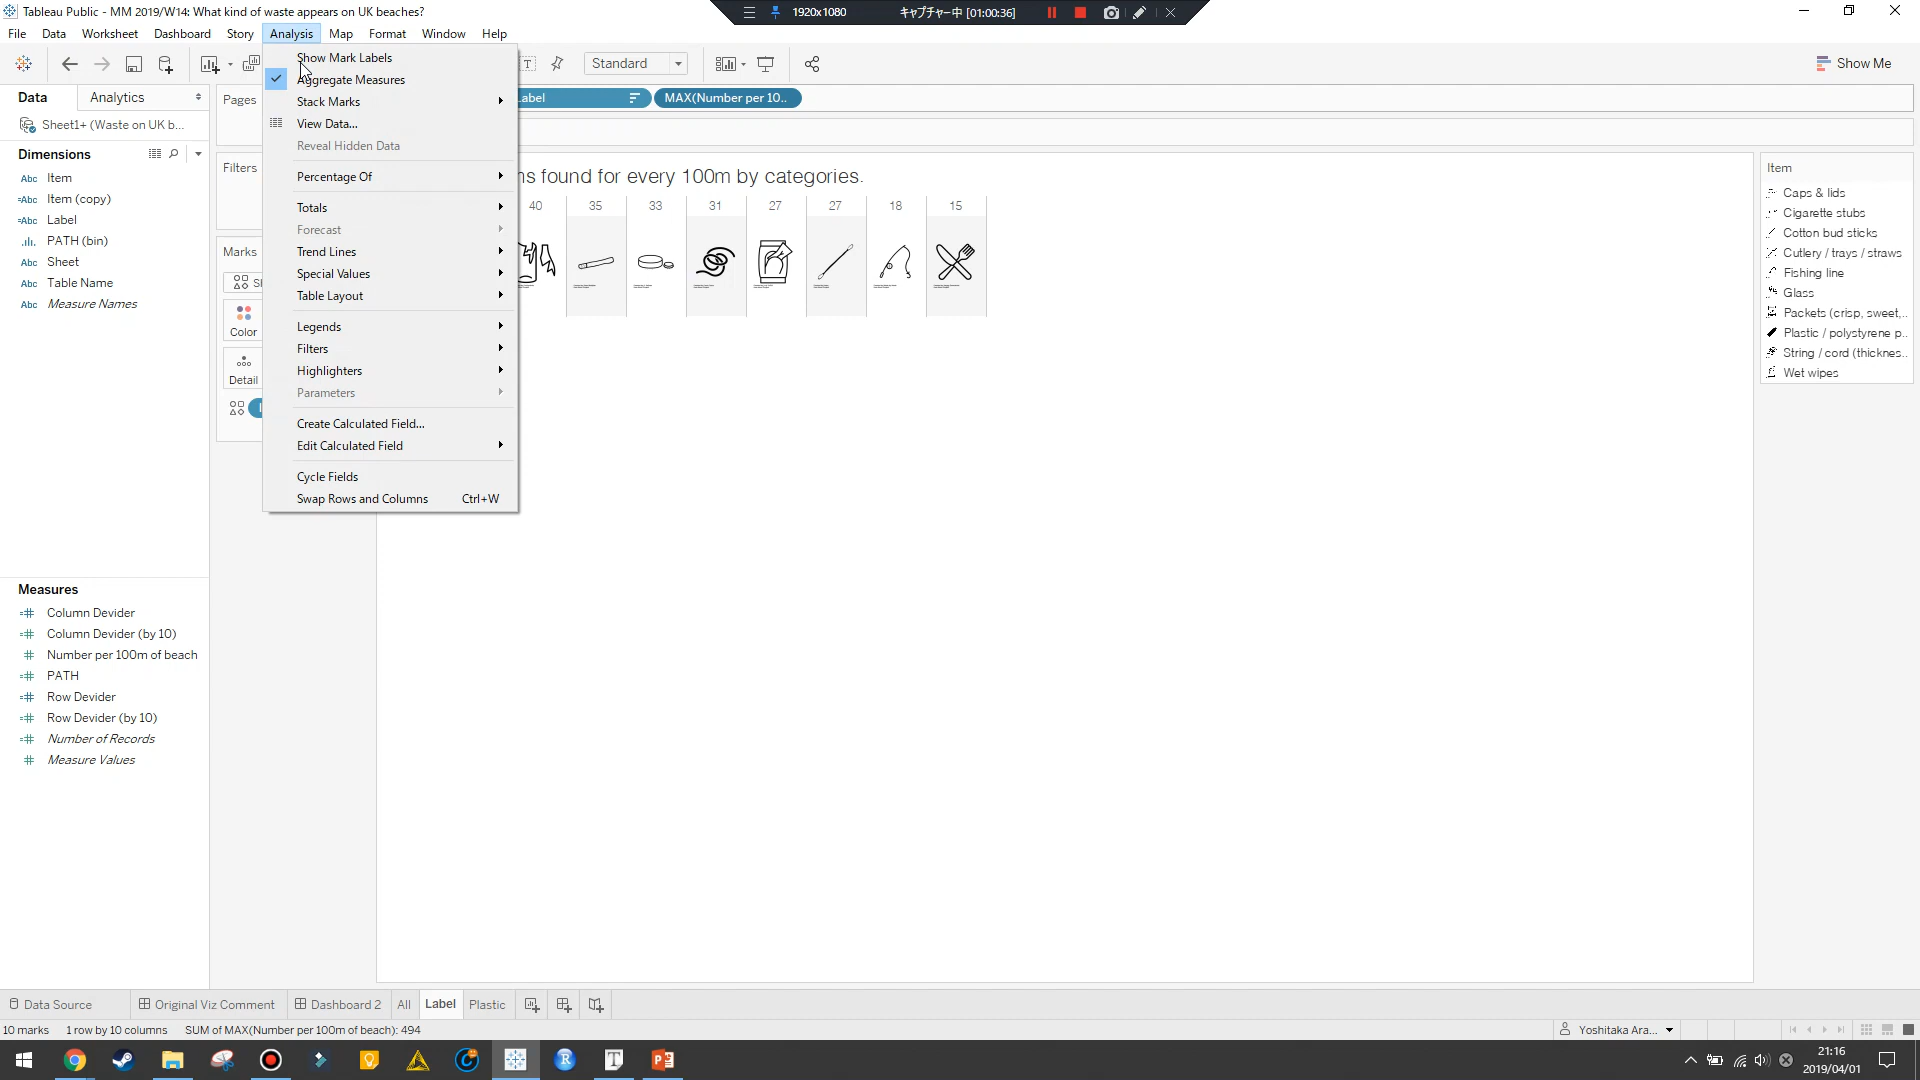 Tableau Public - MM 2019/W14: What kind of waste appears on UK beaches?
1920x1080 キャプチャー中 [01:00:36]
File Data Worksheet Dashboard Story Analysis Map Format Window Help
Standard
Show Me
Data Analytics
Sheet1+ (Waste on UK b...
Dimensions
Item
Item (copy)
Label
PATH (bin)
Sheet
Table Name
Measure Names
Measures
Column Devider
Column Devider (by 10)
Number per 100m of beach
PATH
Row Devider
Row Devider (by 10)
Number of Records
Measure Values
Pages
Filters
Marks
Color
Detail
Show Mark Labels
Aggregate Measures
Stack Marks
View Data...
Reveal Hidden Data
Percentage Of
Totals
Forecast
Trend Lines
Special Values
Table Layout
Legends
Filters
Highlighters
Parameters
Create Calculated Field...
Edit Calculated Field
Cycle Fields
Swap Rows and Columns Ctrl+W
Label MAX(Number per 10..
found for every 100m by categories.
40 35 33 31 27 27 18 15
Item
Caps & lids
Cigarette stubs
Cotton bud sticks
Cutlery / trays / straws
Fishing line
Glass
Packets (crisp, sweet,..
Plastic / polystyrene p..
String / cord (thicknes..
Wet wipes
Data Source Original Viz Comment Dashboard 2 All Label Plastic
10 marks 1 row by 10 columns SUM of MAX(Number per 100m of beach): 494
Yoshitaka Ara...
21:16
2019/04/01